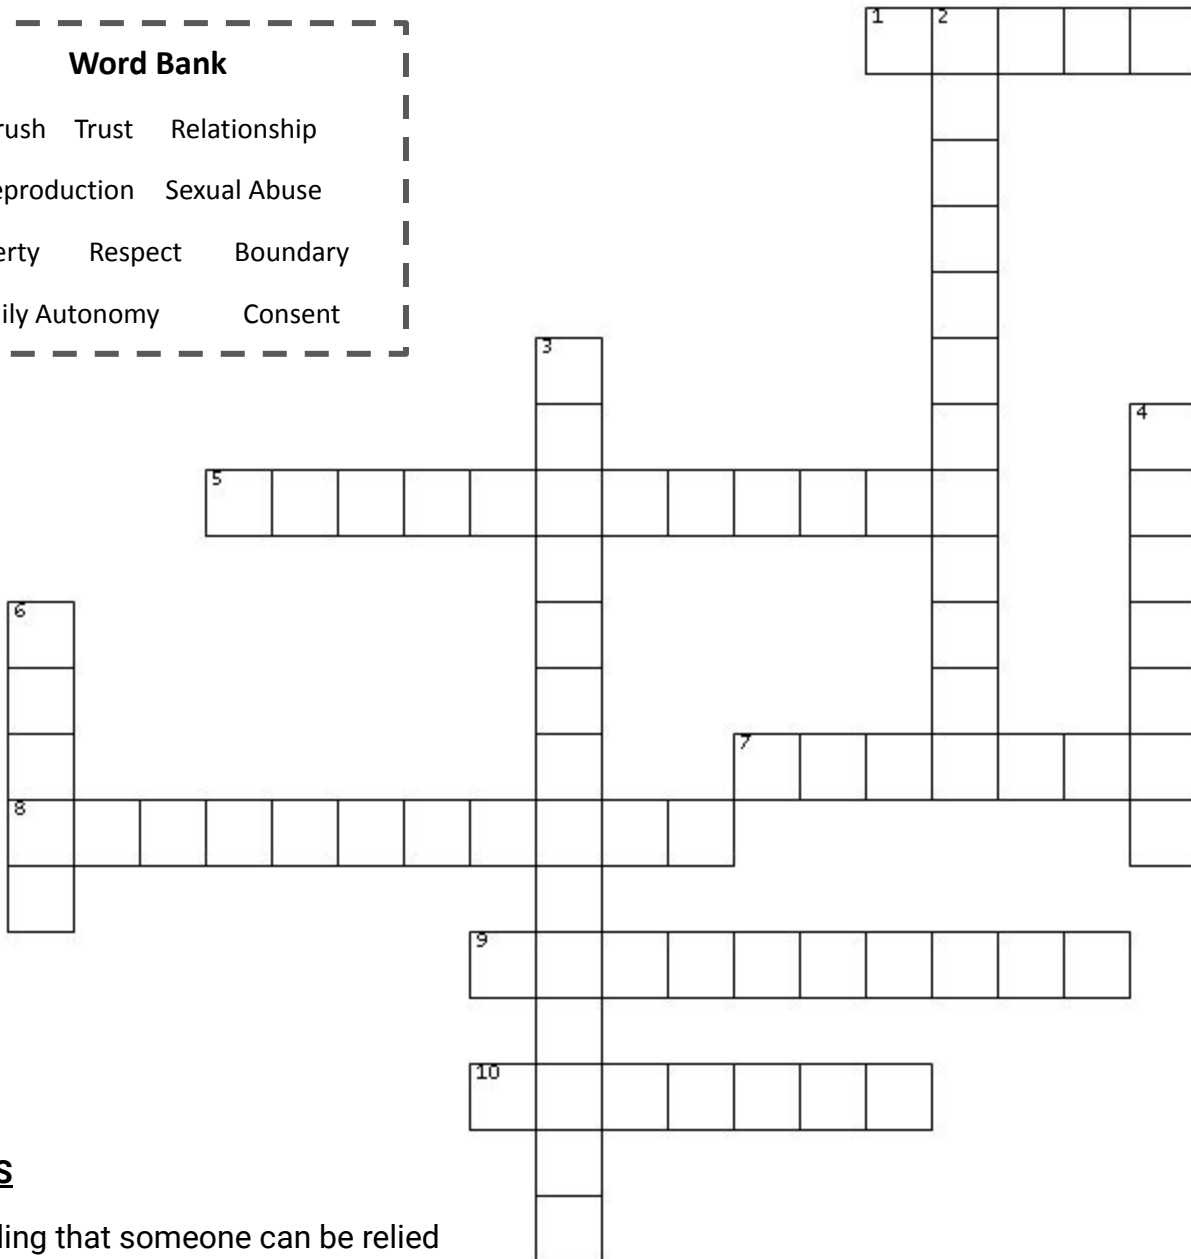 Word Bank
rush Trust Relationship
eproduction Sexual Abuse
erty Respect Boundary
ily Autonomy Consent
1 2
3
4
5
6
7
8
9
10
S
ling that someone can be relied